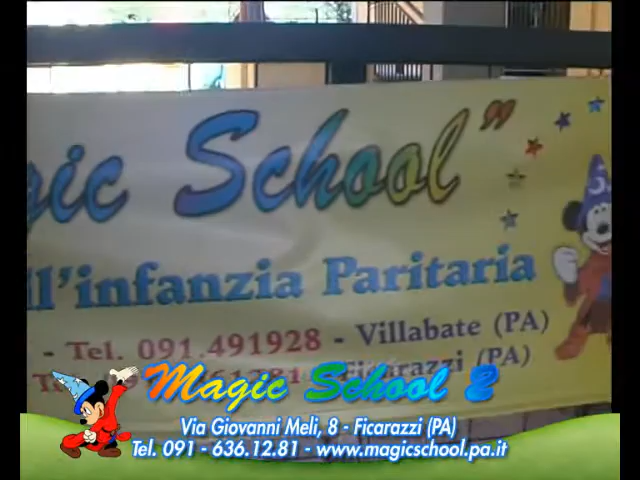 gic School"
ll'infanzia Paritaria
- Tel. 091.491928 - Villabate (PA)
Ficarazzi (PA)
Magic School 2
Via Giovanni Meli, 8 - Ficarazzi (PA)
Tel. 091 - 636.12.81 - www.magicschool.pa.it